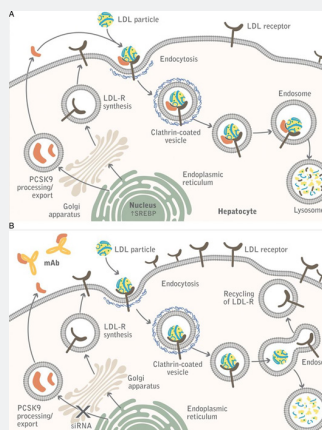 A
LDL particle
LDL receptor
Endocytosis
LDL-R
synthesis
Clathrin-coated
vesicle
Endosome
PCSK9
processing/
export
Golgi
apparatus
Nucleus
↑SREBP
Endoplasmic
reticulum
Hepatocyte
Lysosome
B
mAb
LDL particle
LDL receptor
Endocytosis
Recycling
of LDL-R
LDL-R
synthesis
Clathrin-coated
vesicle
Golgi
apparatus
PCSK9
processing/
export
siRNA
Endoplasmic
reticulum